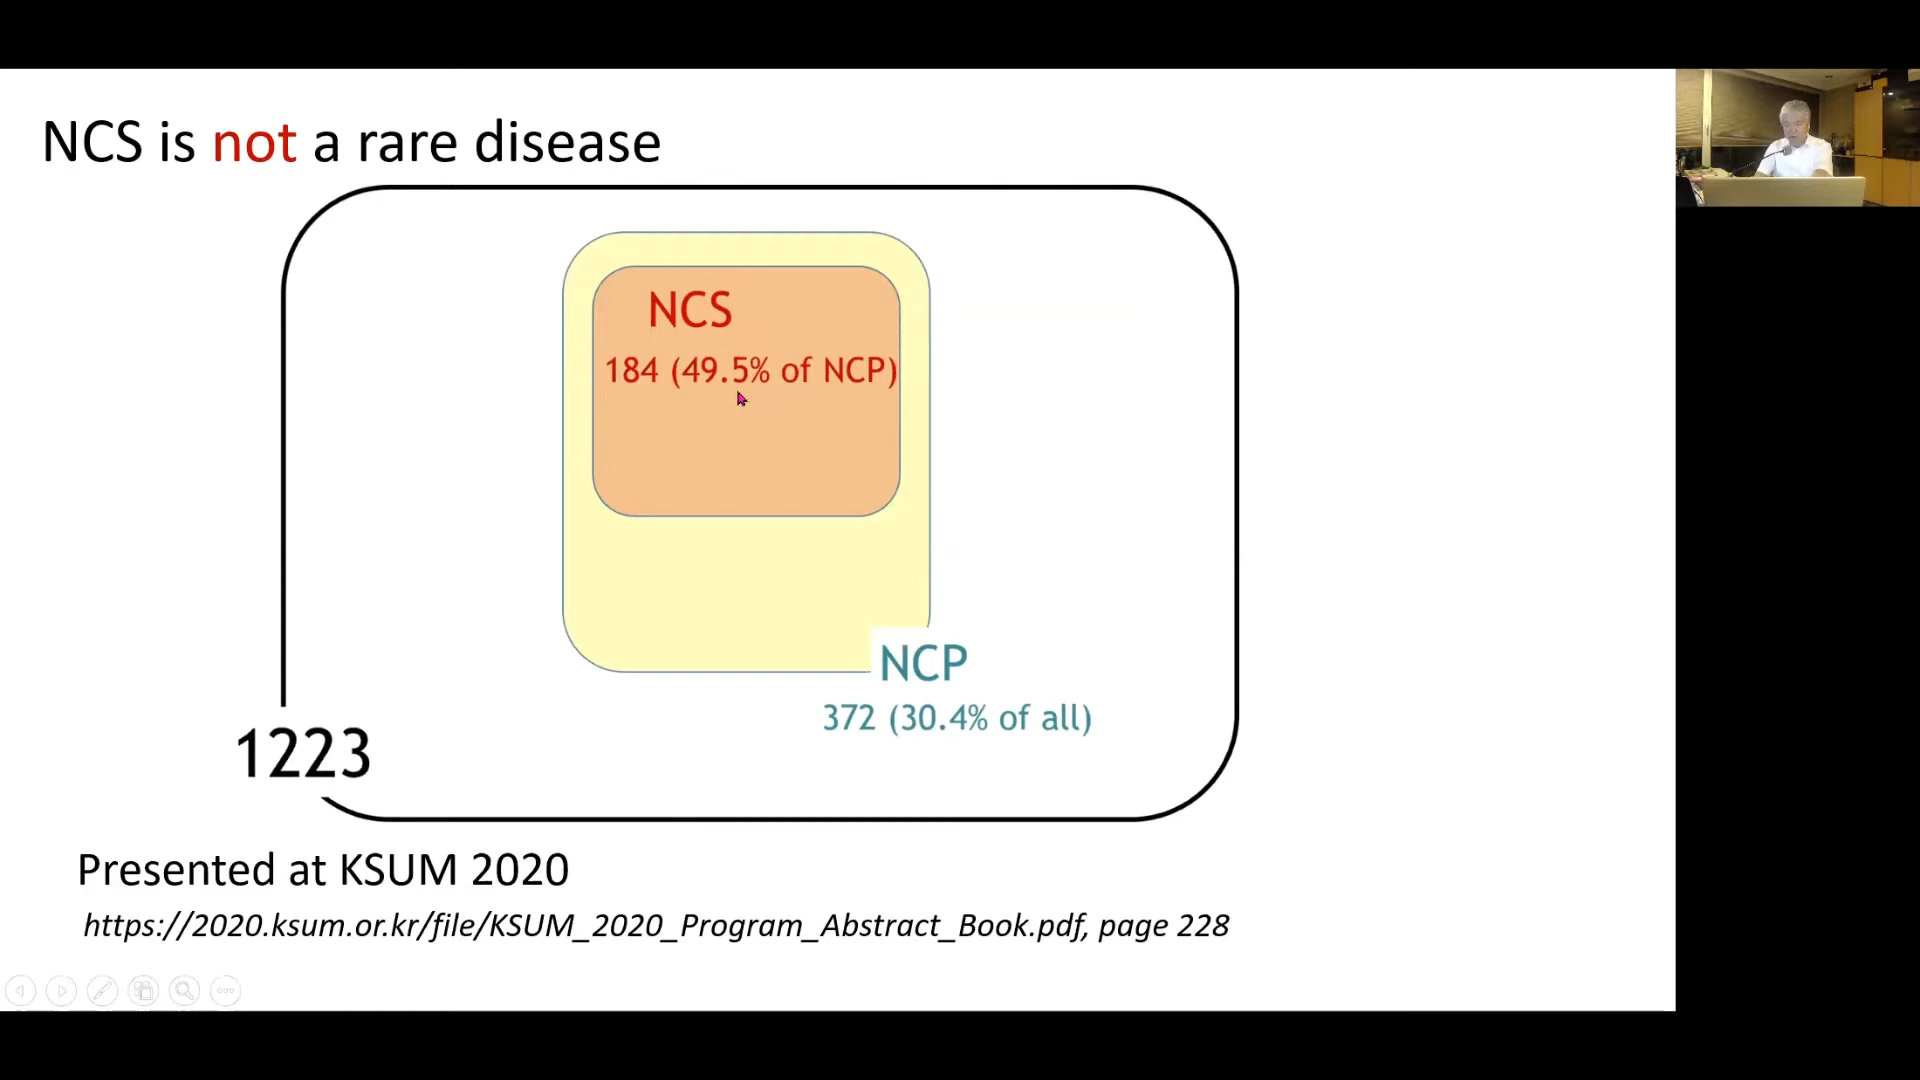 NCS is not a rare disease
NCS
184 (49.5% of NCP)
NCP
372 (30.4% of all)
1223
Presented at KSUM 2020
https://2020.ksum.or.kr/file/KSUM_2020_Program_Abstract_Book.pdf, page 228